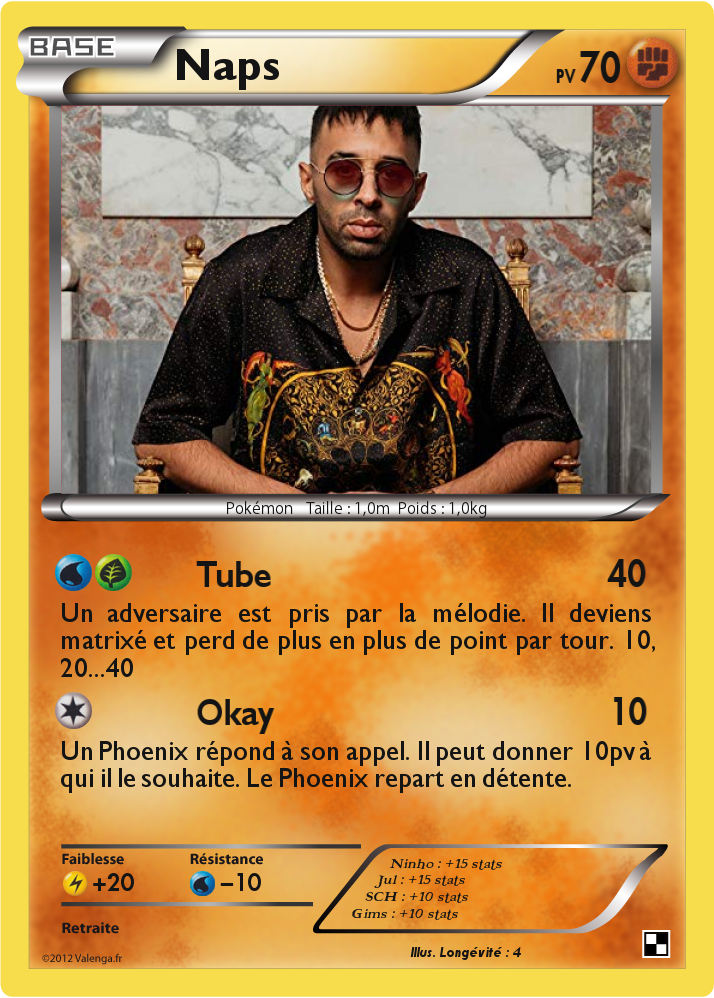 BASE
Naps
PV 70
Pokémon Taille : 1,0m Poids : 1,0kg
Tube 40
Un adversaire est pris par la mélodie. Il deviens
matrixé et perd de plus en plus de point par tour. 10,
20...40
Okay 10
Un Phoenix répond à son appel. Il peut donner 10pv à
qui il le souhaite. Le Phoenix repart en détente.
Faiblesse Résistance
+20 −10
Ninho : +15 stats
Jul : +15 stats
SCH : +10 stats
Gims : +10 stats
Retraite
Illus. Longévité : 4
©2012 Valenga.fr